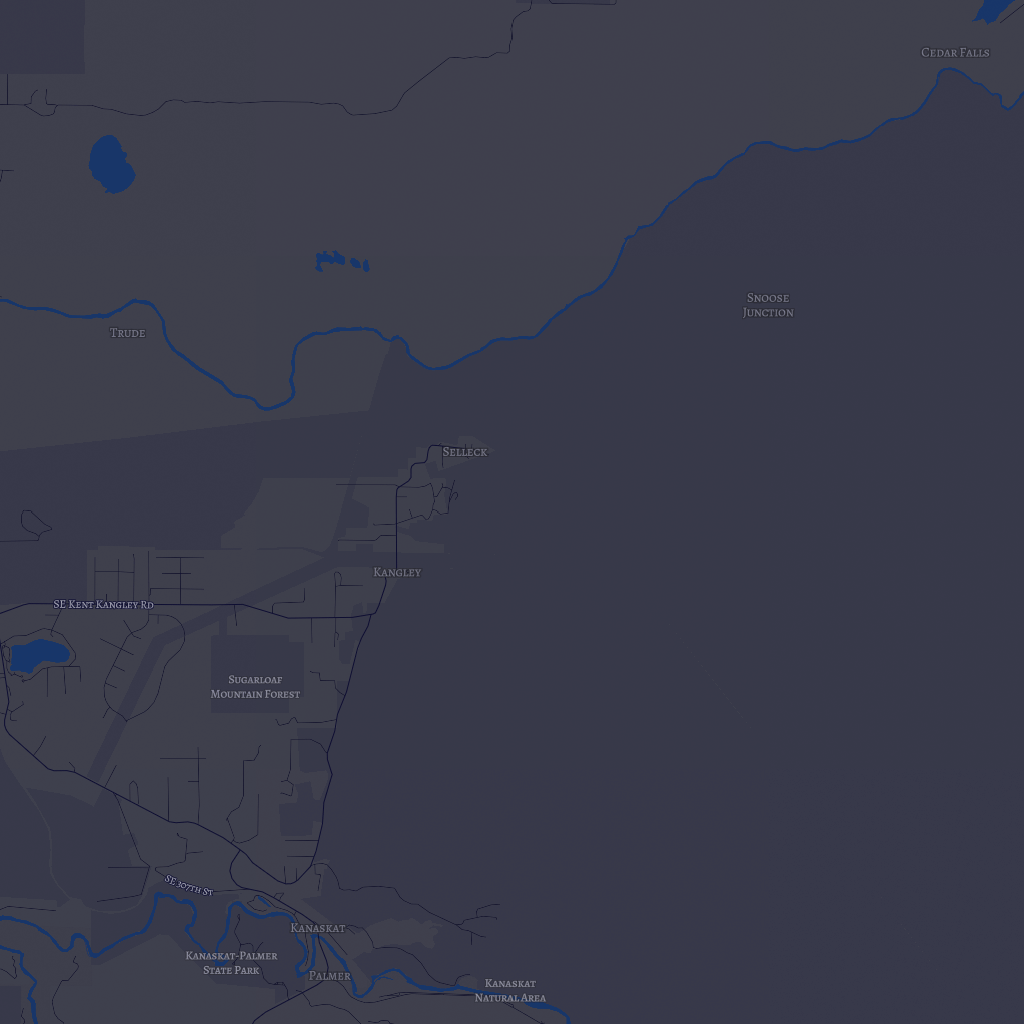 Cedar Falls
Snoose
Junction
Trude
Selleck
Kangley
SE Kent Kangley Rd
Sugarloaf
Mountain Forest
SE 307th St
Kanaskat
Kanaskat-Palmer
State Park
Palmer
Kanaskat
Natural Area